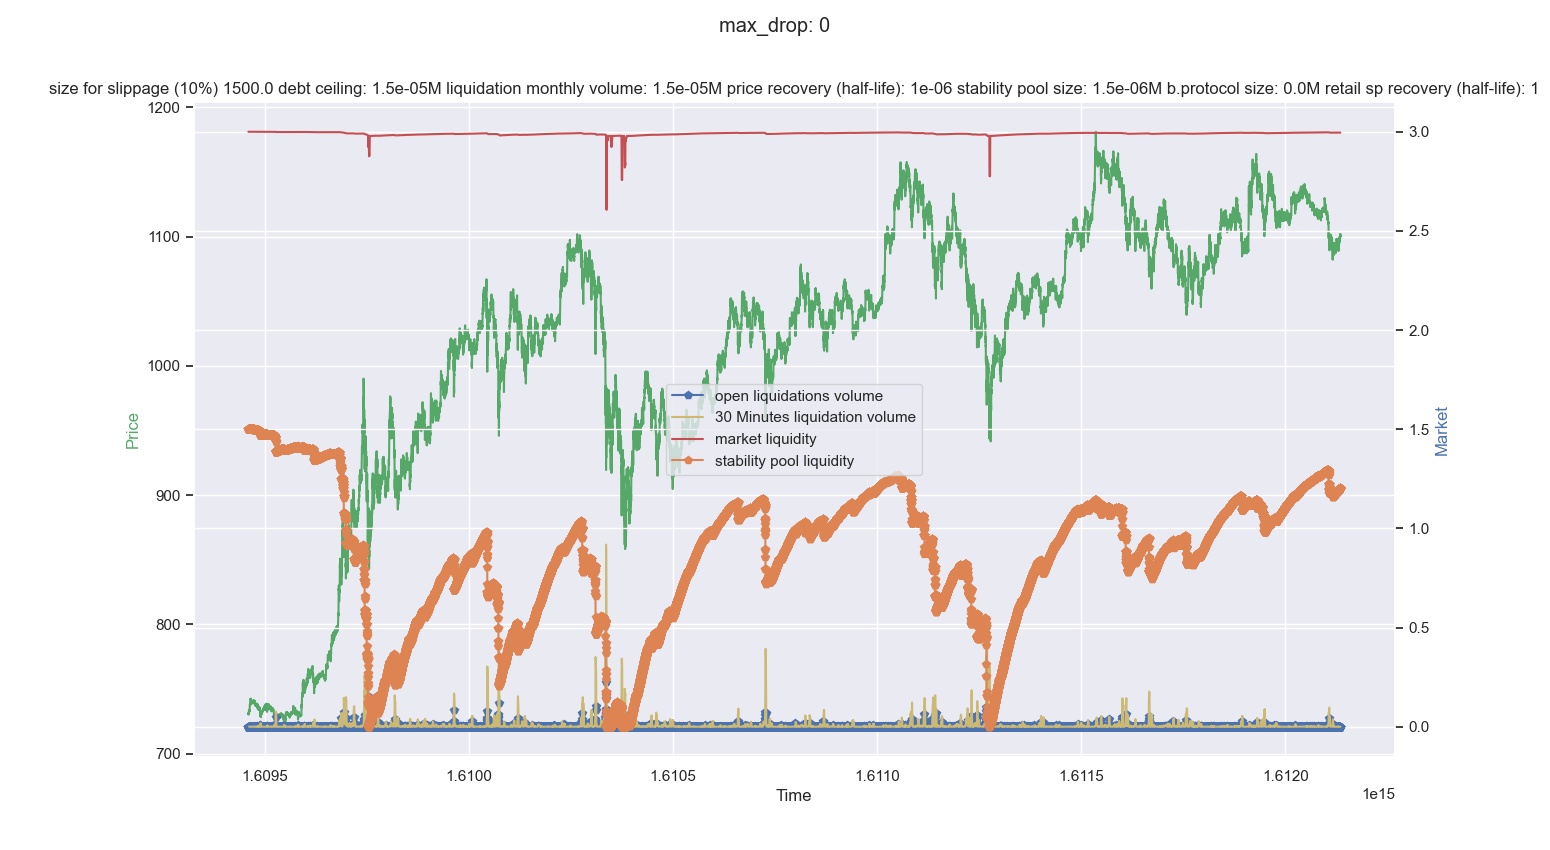 max_drop: 0
size for slippage (10%) 1500.0 debt ceiling: 1.5e-05M liquidation monthly volume: 1.5e-05M price recovery (half-life): 1e-06 stability pool size: 1.5e-06M b.protocol size: 0.0M retail sp recovery (half-life): 1
1200
1100
1000
900
800
700
Price
3.0
2.5
2.0
1.5
1.0
0.5
0.0
Market
open liquidations volume
30 Minutes liquidation volume
market liquidity
stability pool liquidity
1.6095 1.6100 1.6105 1.6110 1.6115 1.6120
Time
1e15